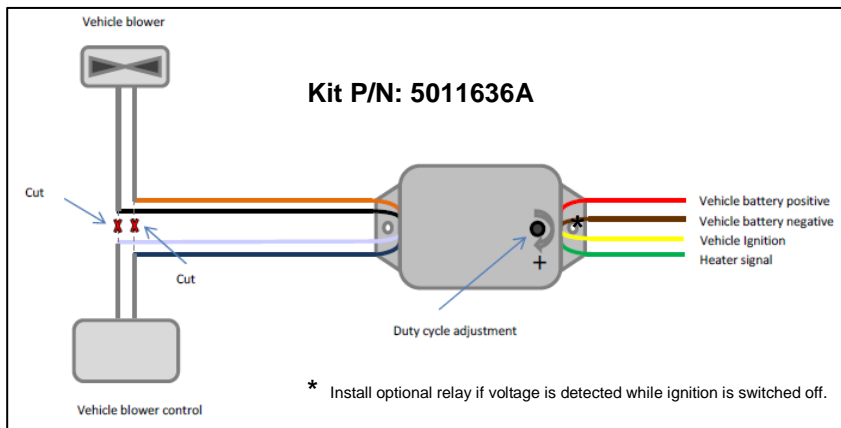 Vehicle blower
Kit P/N: 5011636A
Cut
Cut
Vehicle battery positive
Vehicle battery negative
Vehicle Ignition
Heater signal
*
+
Duty cycle adjustment
* Install optional relay if voltage is detected while ignition is switched off.
Vehicle blower control